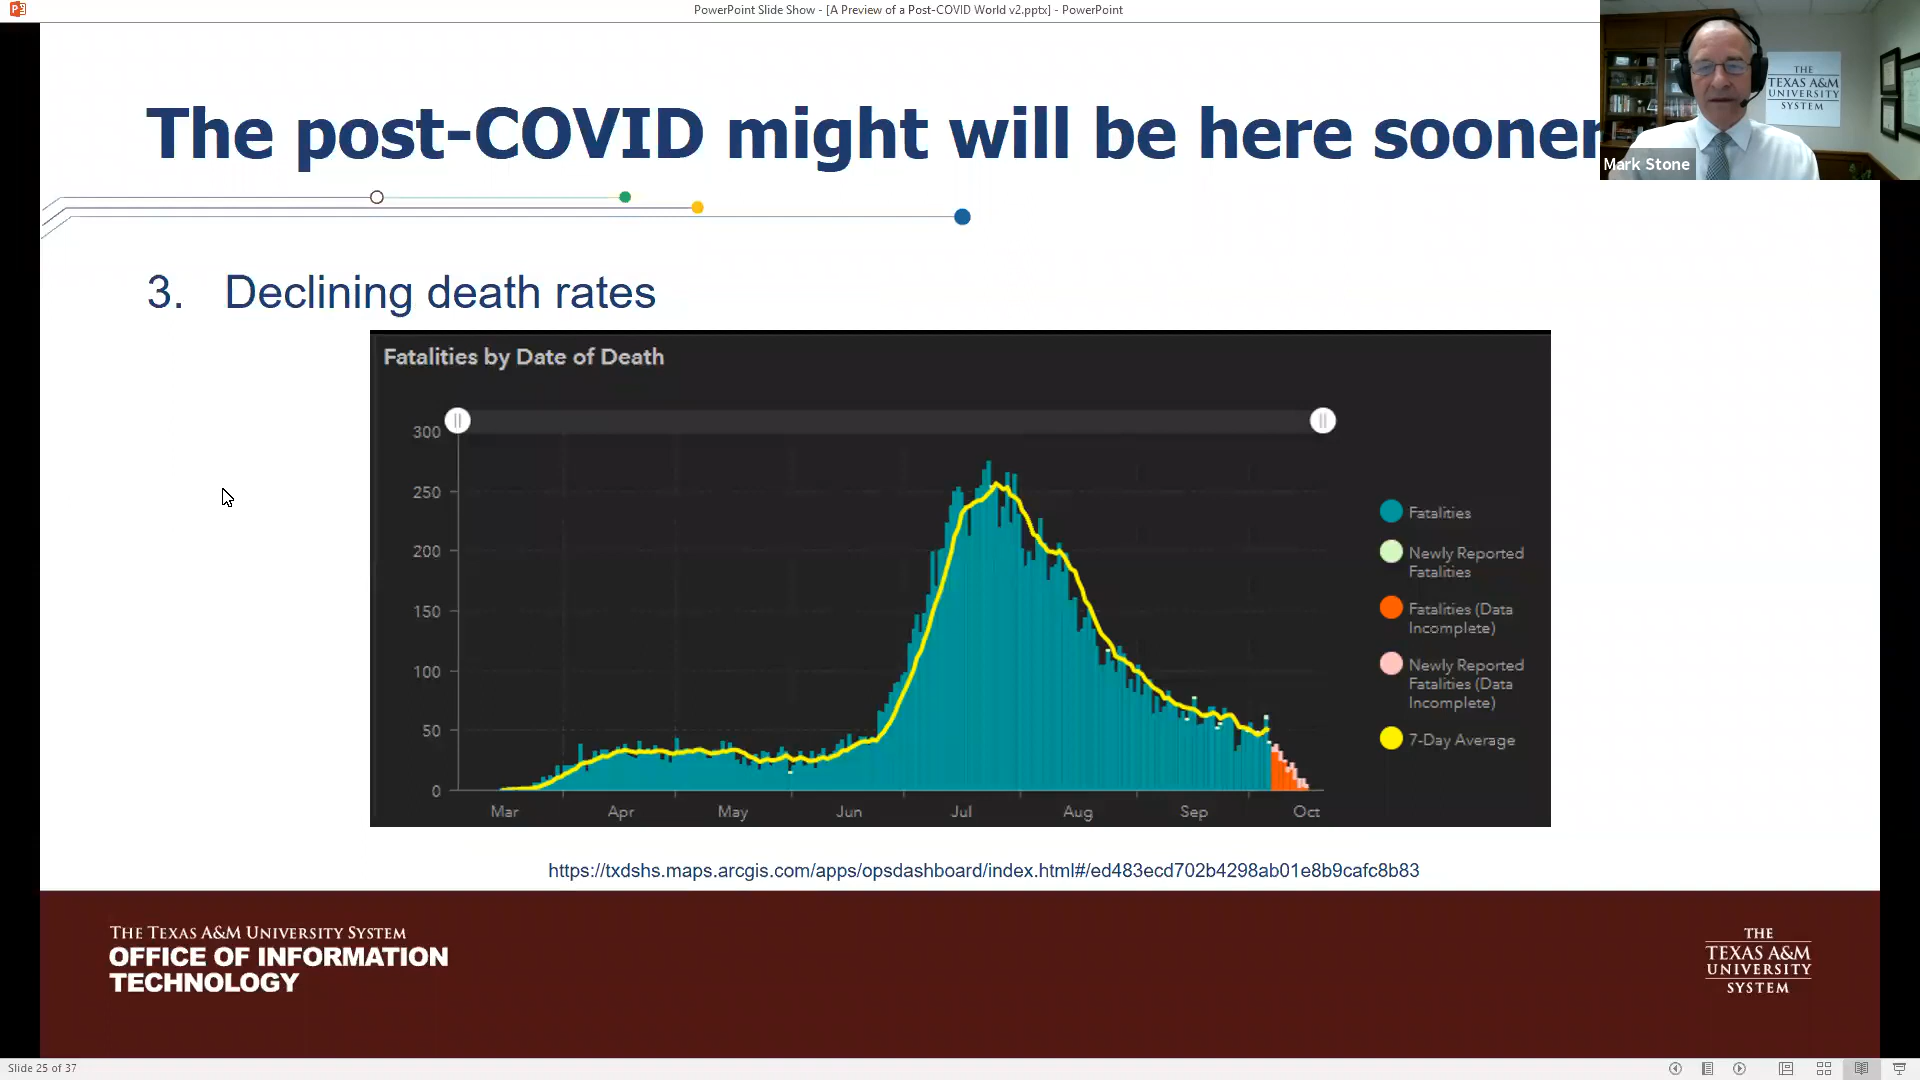 PowerPoint Slide Show - [A Preview of a Post-COVID World v2.pptx] - PowerPoint
THE
TEXAS A&M
UNIVERSITY
SYSTEM
Mark Stone
The post-COVID might will be here sooner
3. Declining death rates
Fatalities by Date of Death
300
250
200
150
100
50
0
Mar Apr May Jun Jul Aug Sep Oct
Fatalities
Newly Reported
Fatalities
Fatalities (Data
Incomplete)
Newly Reported
Fatalities (Data
Incomplete)
7-Day Average
https://txdshs.maps.arcgis.com/apps/opsdashboard/index.html#/ed483ecd702b4298ab01e8b9cafc8b83
THE TEXAS A&M UNIVERSITY SYSTEM
OFFICE OF INFORMATION
TECHNOLOGY
THE
TEXAS A&M
UNIVERSITY
SYSTEM
Slide 25 of 37